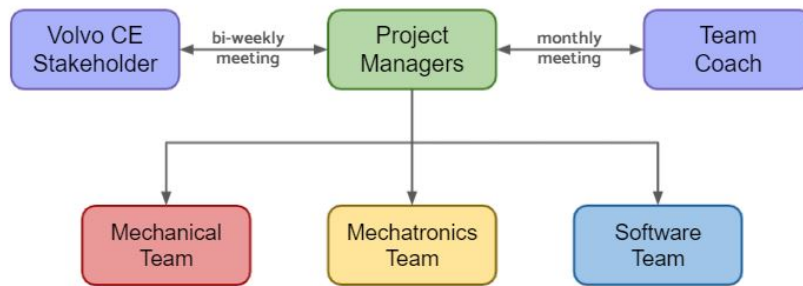 Volvo CE
Stakeholder
bi-weekly
meeting
Project
Managers
monthly
meeting
Team
Coach
Mechanical
Team
Mechatronics
Team
Software
Team